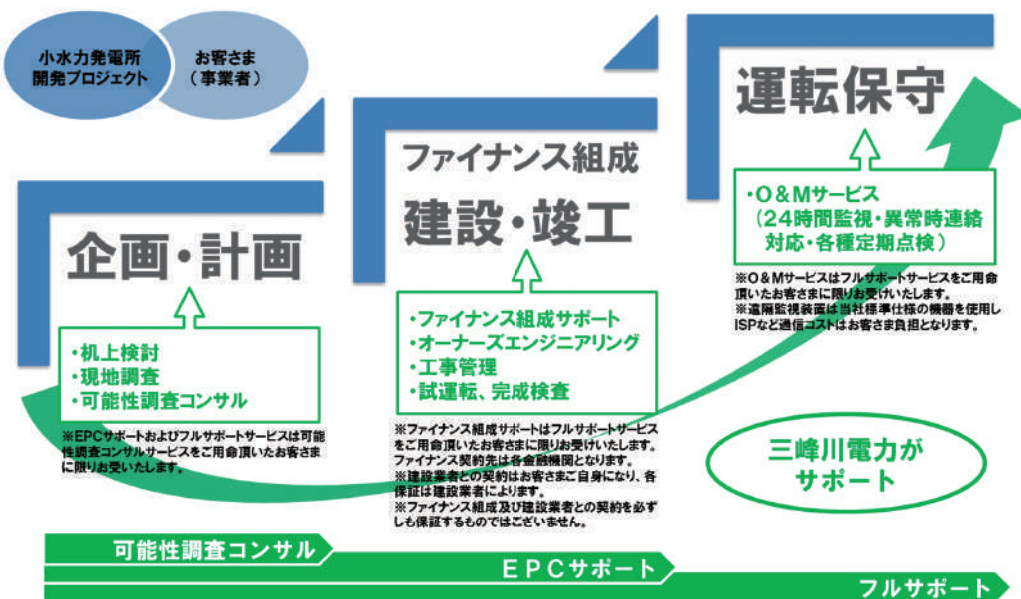 小水力発電所
開発プロジェクト
お客さま
（事業者）
企画・計画
・机上検討
・現地調査
・可能性調査コンサル
※EPCサポートおよびフルサポートサービスは可能
性調査コンサルサービスをご用命頂いたお客さま
に限りお受いたします。
ファイナンス組成
建設・竣工
・ファイナンス組成サポート
・オーナーズエンジニアリング
・工事管理
・試運転、完成検査
※ファイナンス組成サポートはフルサポートサービス
をご用命頂いたお客さまに限りお受けいたします。
ファイナンス契約先は各金融機関となります。
※建設業者との契約はお客さまご自身になり、各
保証は建設業者によります。
※ファイナンス組成及び建設業者との契約を必ず
しも保証するものではございません。
運転保守
・O&Mサービス
（24時間監視・異常時連絡
対応・各種定期点検）
※O&Mサービスはフルサポートサービスをご用命
頂いたお客さまに限りお受けいたします。
※遠隔監視装置は当社標準仕様の機器を使用し
ISPなど通信コストはお客さま負担となります。
三峰川電力が
サポート
可能性調査コンサル
EPCサポート
フルサポート